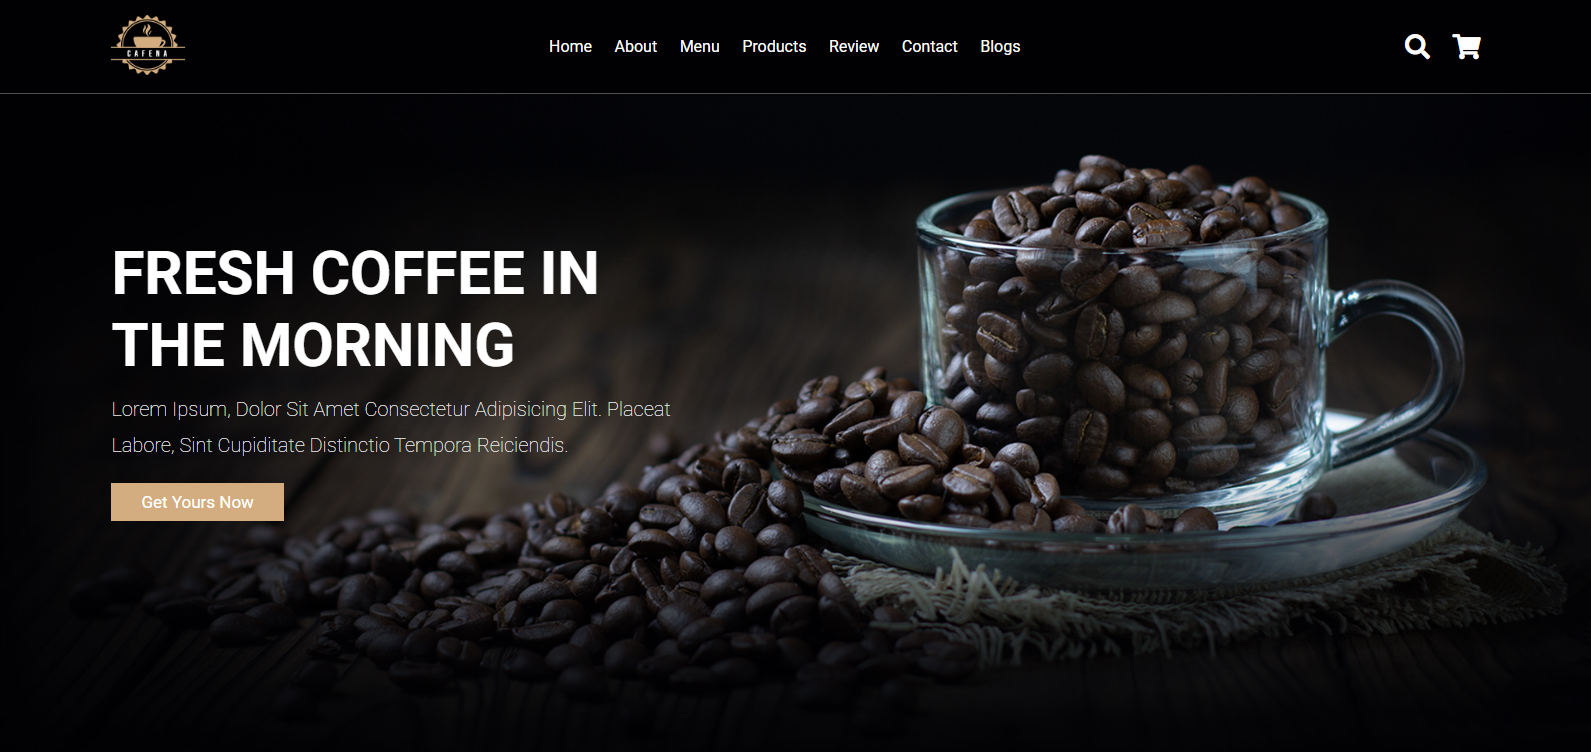 CAFENA
Home About Menu Products Review Contact Blogs
FRESH COFFEE IN
THE MORNING
Lorem Ipsum, Dolor Sit Amet Consectetur Adipisicing Elit. Placeat
Labore, Sint Cupiditate Distinctio Tempora Reiciendis.
Get Yours Now